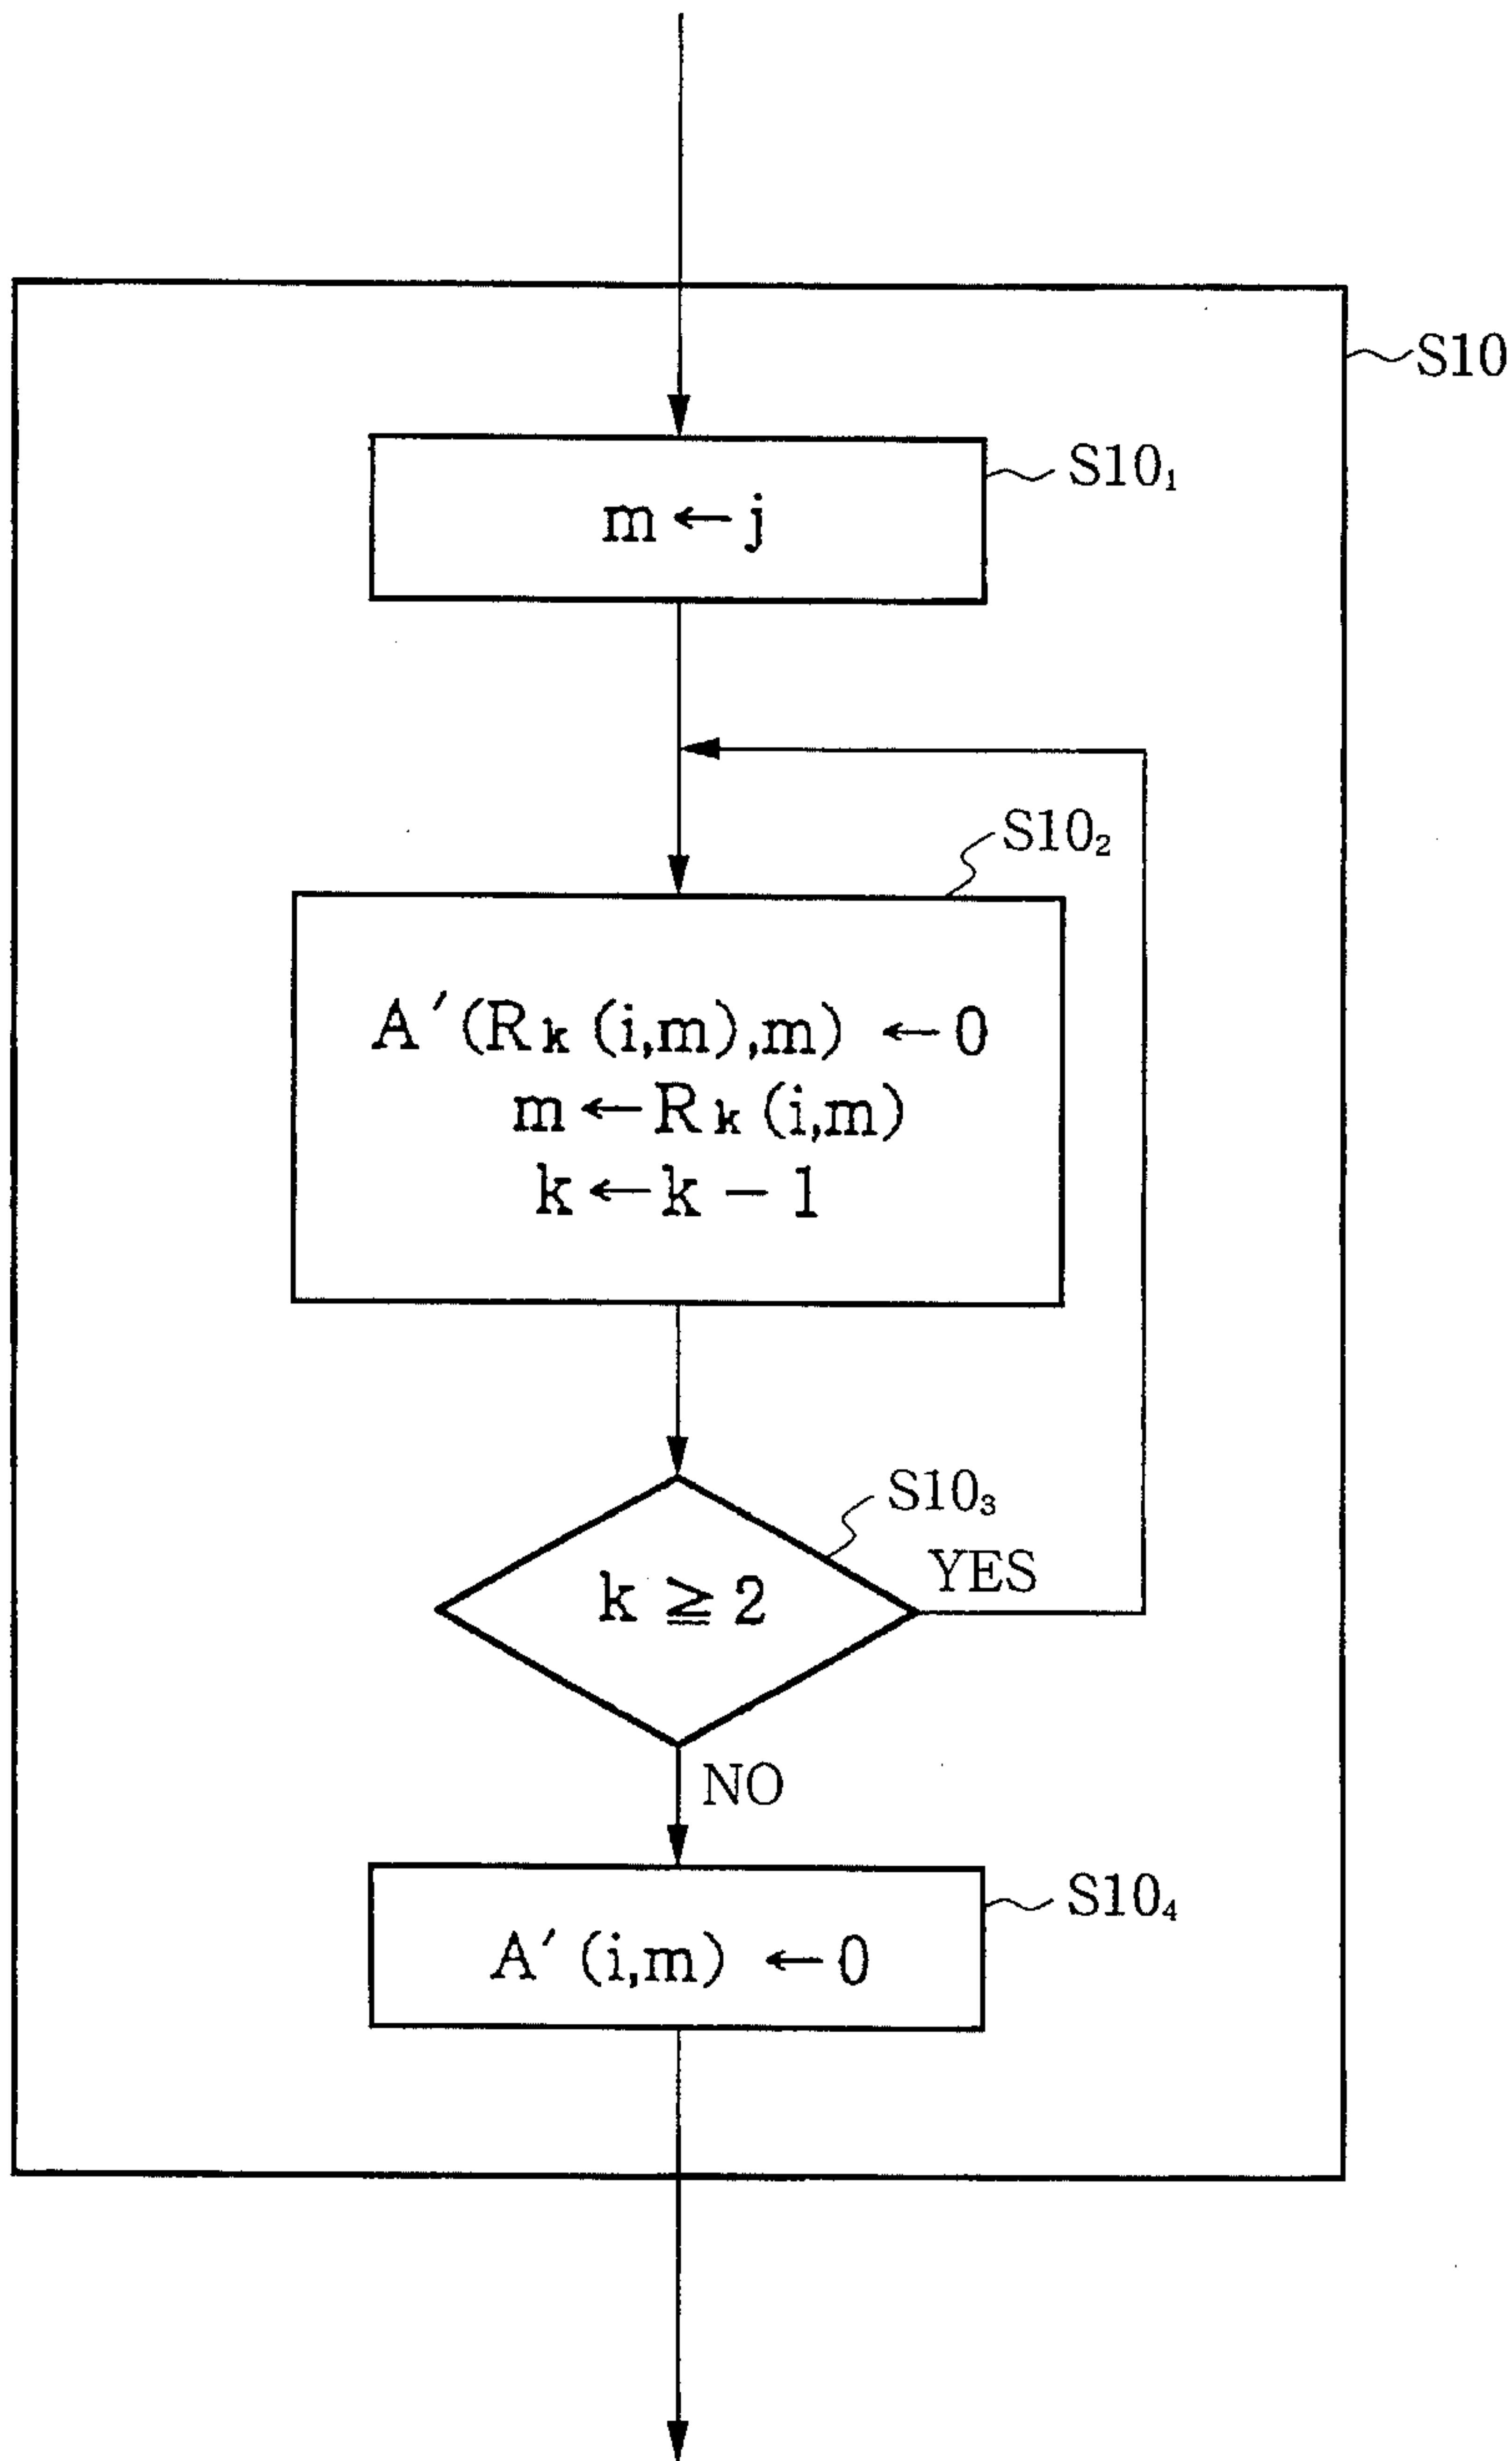 S10
S10₁
m ← j
S10₂
A′(Rₖ(i,m),m) ← 0
m ← Rₖ(i,m)
k ← k − 1
S10₃
k ≧ 2
YES
NO
S10₄
A′(i,m) ← 0